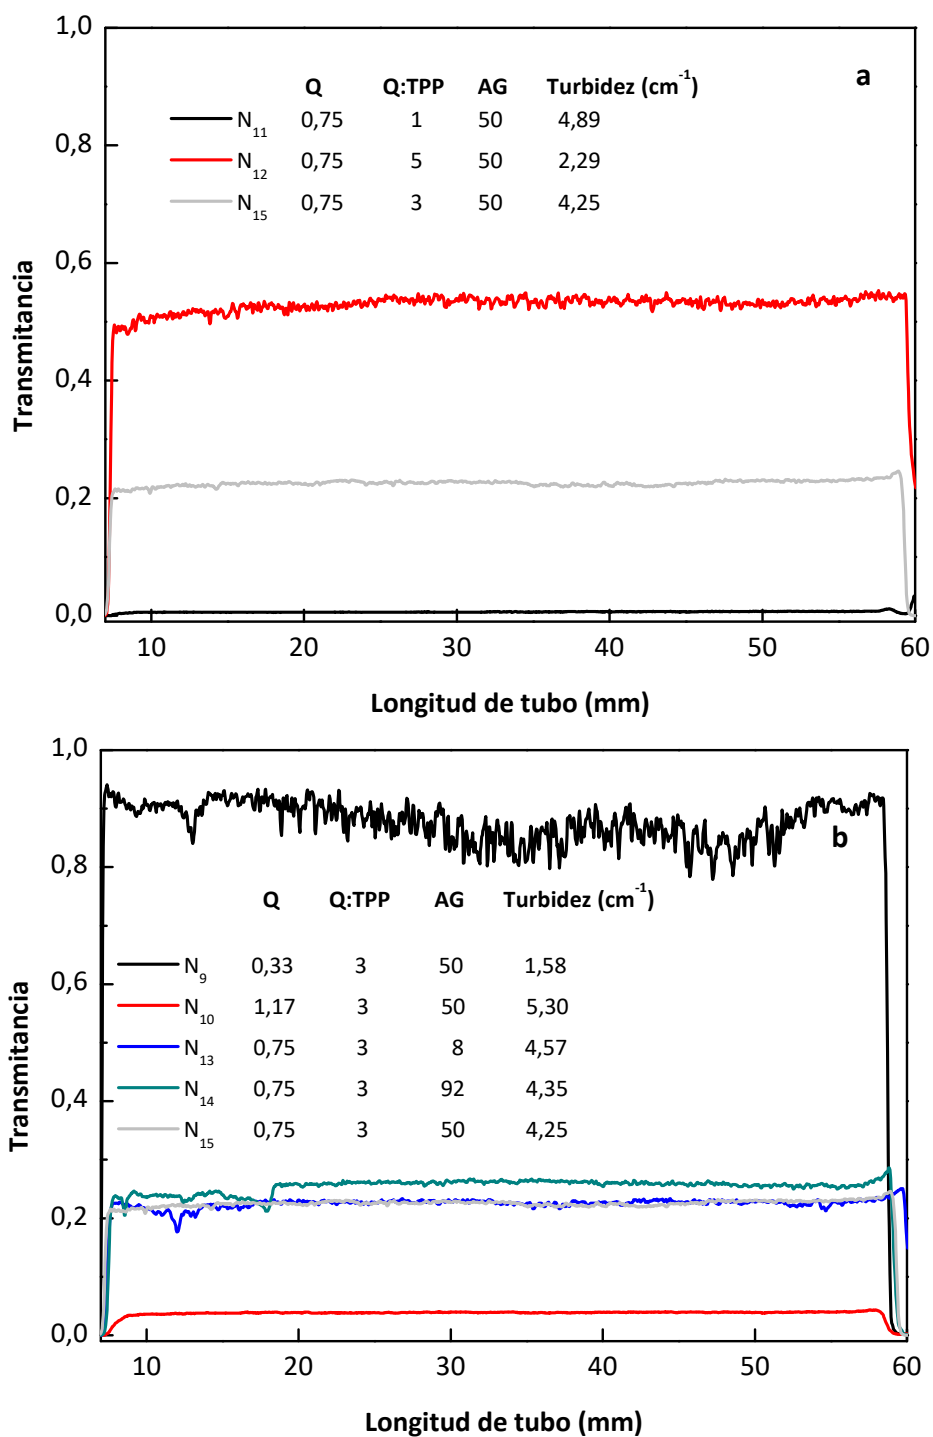 1,0
a
Q Q:TPP AG Turbidez (cm-1)
N11 0,75 1 50 4,89
0,8
N12 0,75 5 50 2,29
N15 0,75 3 50 4,25
0,6
Transmitancia
0,4
0,2
0,0
10 20 30 40 50 60
Longitud de tubo (mm)
1,0
b
0,8
Q Q:TPP AG Turbidez (cm-1)
N9 0,33 3 50 1,58
0,6
N10 1,17 3 50 5,30
N13 0,75 3 8 4,57
N14 0,75 3 92 4,35
0,4
N15 0,75 3 50 4,25
Transmitancia
0,2
0,0
10 20 30 40 50 60
Longitud de tubo (mm)